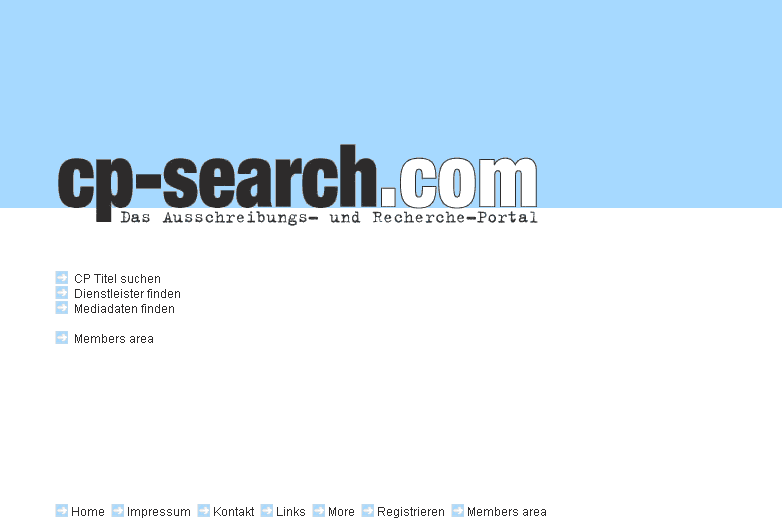 cp-search.com
Das Ausschreibungs- und Recherche-Portal
CP Titel suchen
Dienstleister finden
Mediadaten finden
Members area
Home Impressum Kontakt Links More Registrieren Members area